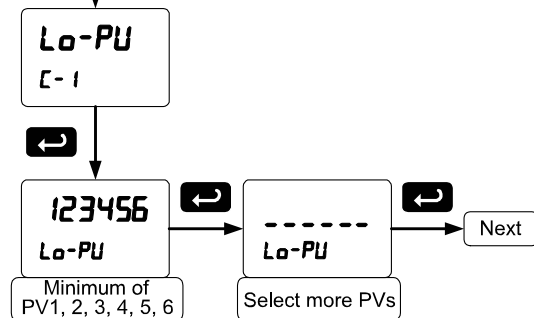 Lo-PU
C-1
123456
Lo-PU
Minimum of
PV1, 2, 3, 4, 5, 6
------
Lo-PU
Select more PVs
Next